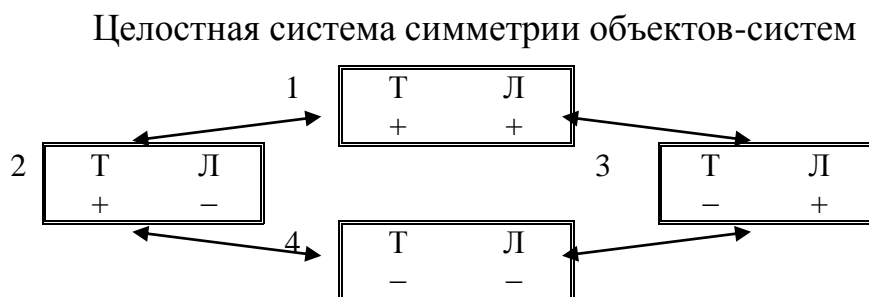 Целостная система симметрии объектов-систем
1 Т Л
+ +
2 Т Л 3 Т Л
+ − − +
4 Т Л
− −